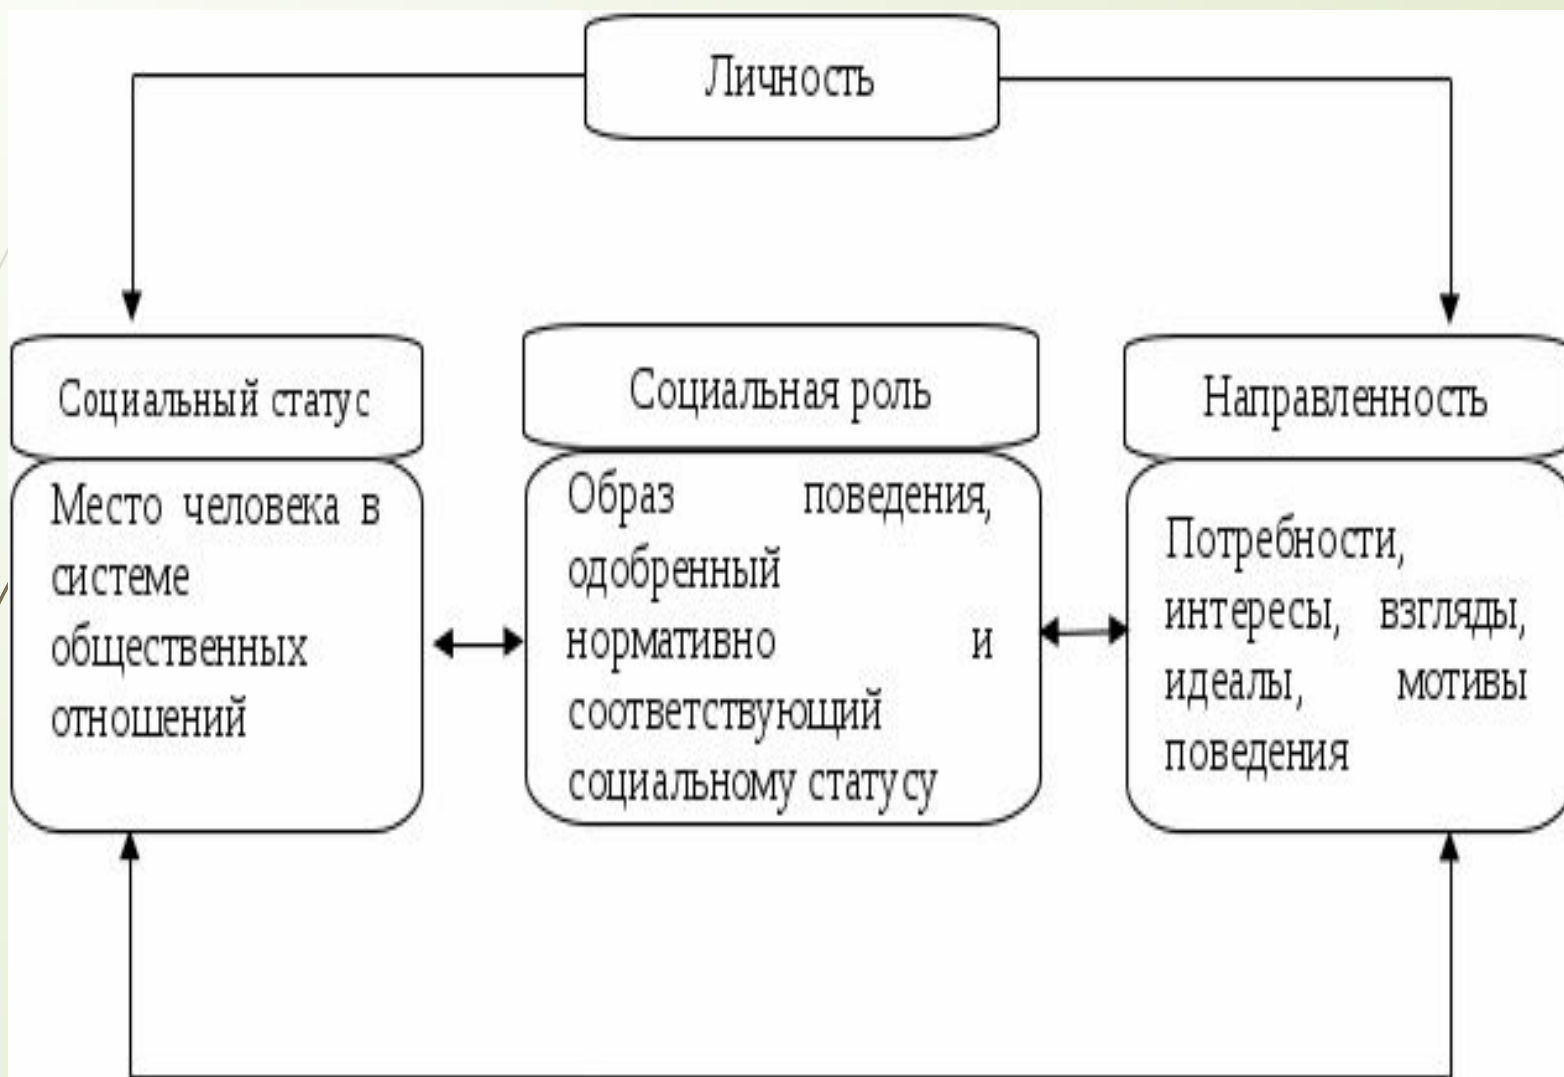 Личность
Социальный статус
Место человека в
системе
общественных
отношений
Социальная роль
Образ поведения,
одобренный
нормативно и
соответствующий
социальному статусу
Направленность
Потребности,
интересы, взгляды,
идеалы, мотивы
поведения